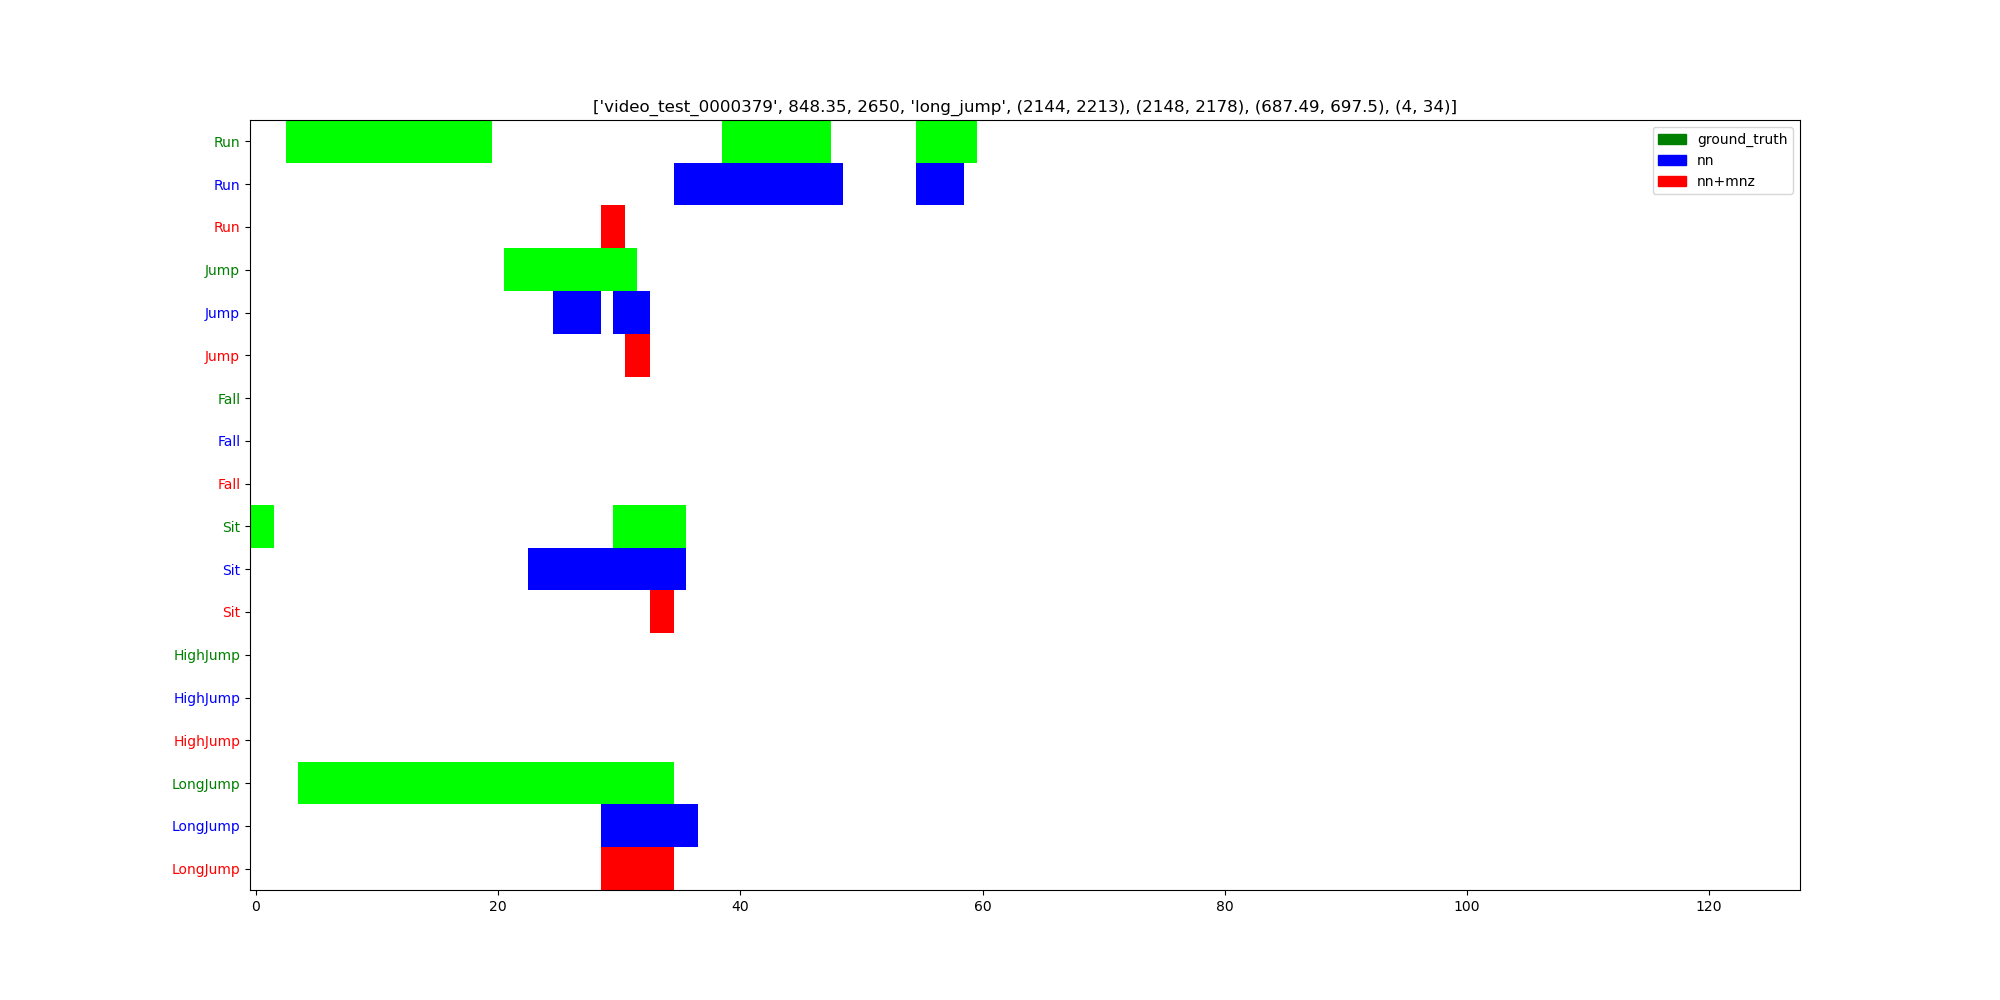 ['video_test_0000379', 848.35, 2650, 'long_jump', (2144, 2213), (2148, 2178), (687.49, 697.5), (4, 34)]
ground_truth
nn
nn+mnz
Run
Run
Run
Jump
Jump
Jump
Fall
Fall
Fall
Sit
Sit
Sit
HighJump
HighJump
HighJump
LongJump
LongJump
LongJump
0 20 40 60 80 100 120